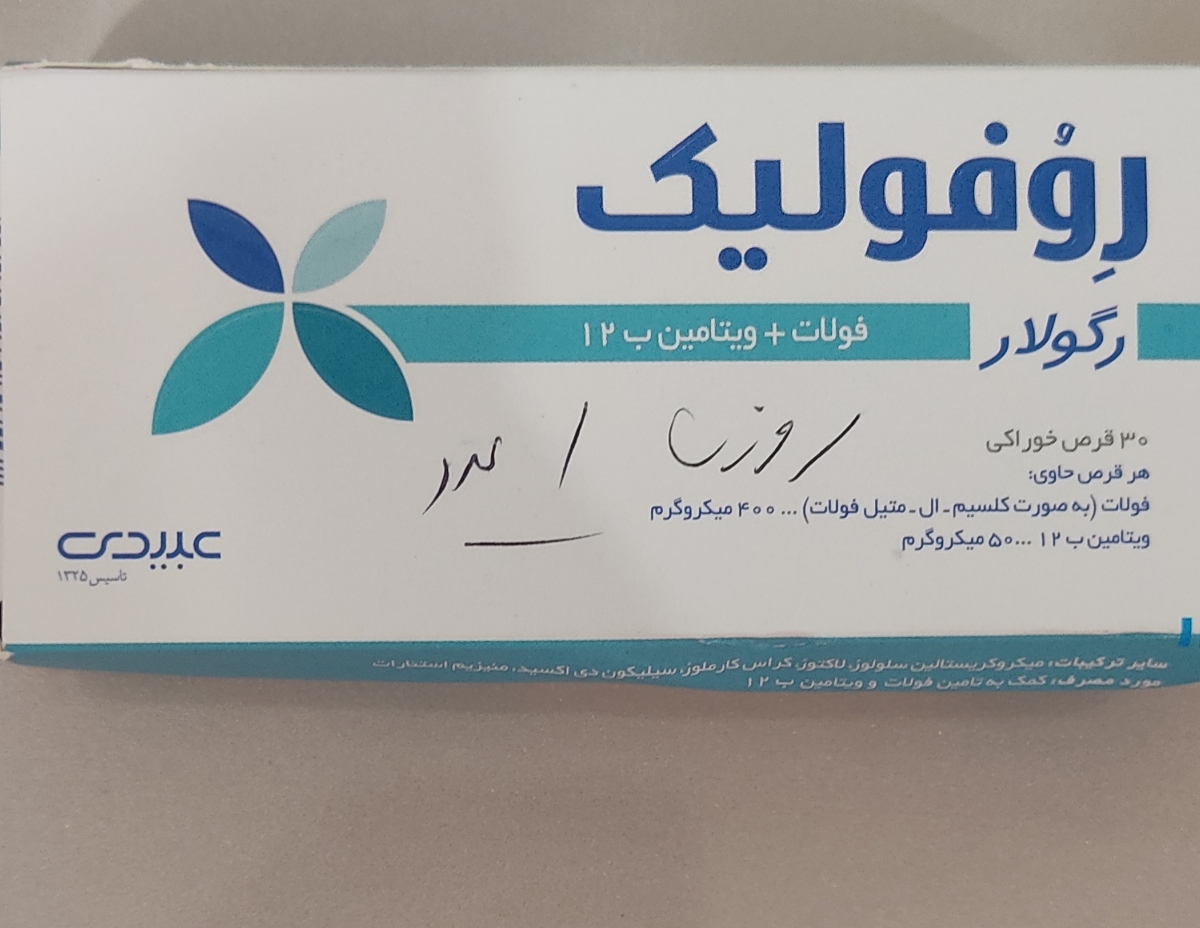 رِوُفولیک
رگولار
فولات + ویتامین ب ۱۲
۳۰ قرص خوراکی
هر قرص حاوی:
فولات (به صورت کلسیم - ال - متیل فولات) ... ۴۰۰ میکروگرم
ویتامین ب ۱۲ ... ۵۰ میکروگرم
روزی ۱ عدد
عبیدی
تاسیس ۱۳۲۵
سایر ترکیبات: میکروکریستالین سلولوز، لاکتوز، کراس کارملوز، سیلیکون دی اکسید، منیزیم استئارات
مورد مصرف: کمک به تامین فولات و ویتامین ب ۱۲